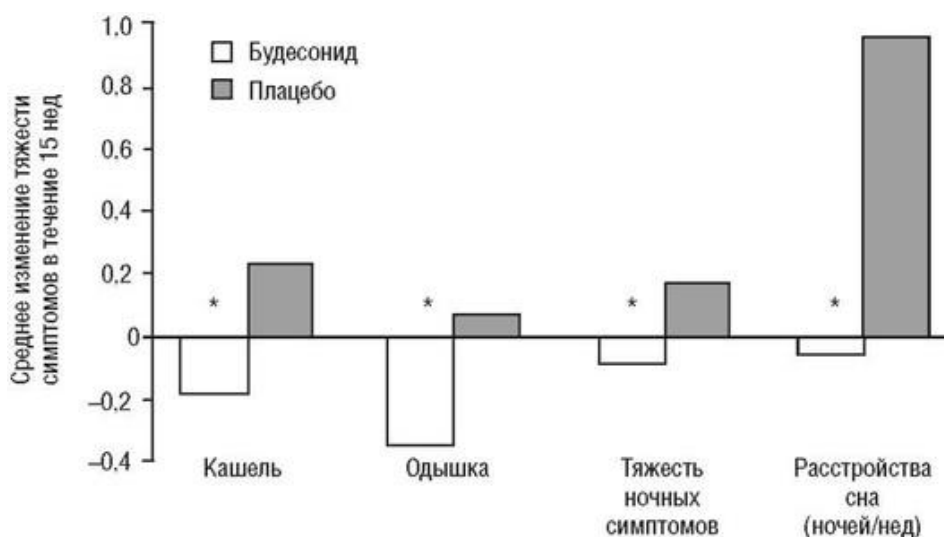 Среднее изменение тяжести
симптомов в течение 15 нед
1.0
0.8
0.6
0.4
0.2
0
–0.2
–0.4
Будесонид
Плацебо
*
*
*
*
Кашель
Одышка
Тяжесть
ночных
симптомов
Расстройства
сна
(ночей/нед)